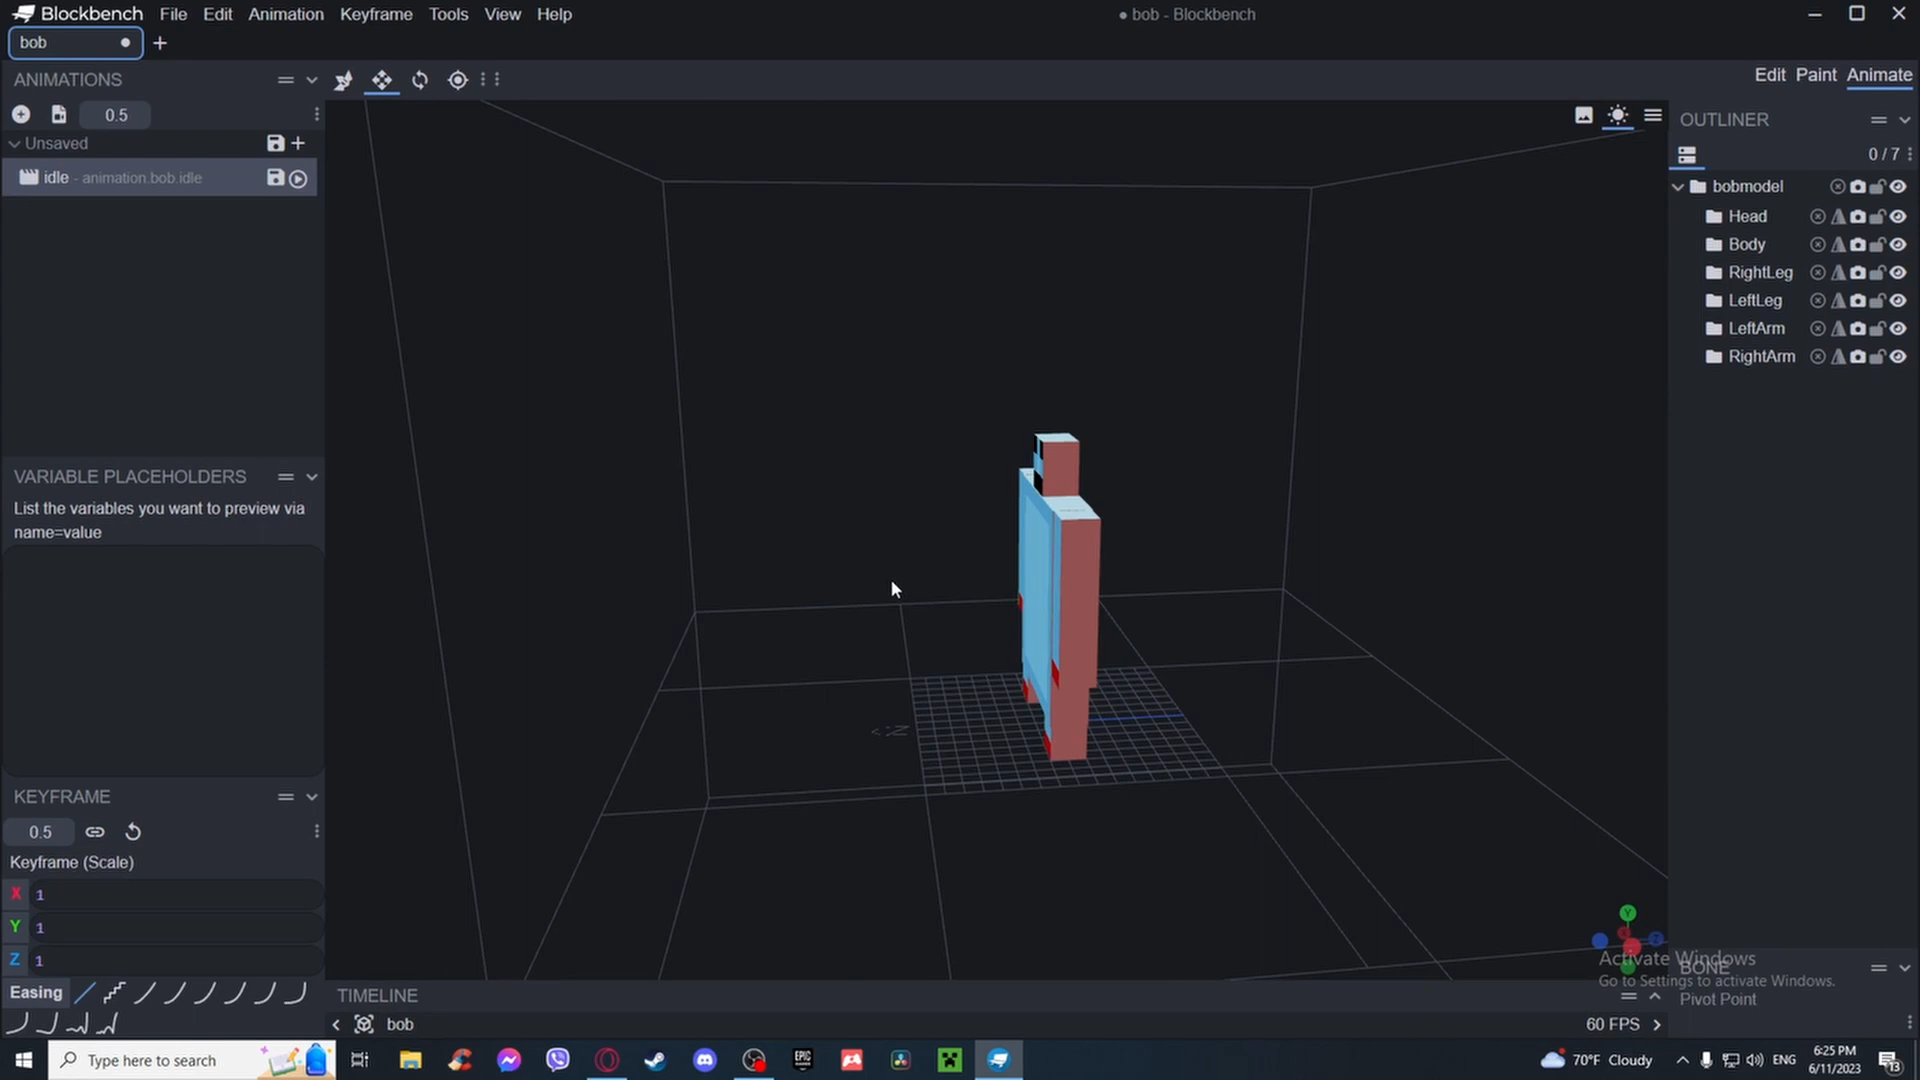 Blockbench File Edit Animation Keyframe Tools View Help
• bob - Blockbench
bob
ANIMATIONS
Edit Paint Animate
0.5
Unsaved
idle - animation.bob.idle
OUTLINER
0 / 7
bobmodel
Head
Body
RightLeg
LeftLeg
LeftArm
RightArm
VARIABLE PLACEHOLDERS
List the variables you want to preview via
name=value
KEYFRAME
0.5
Keyframe (Scale)
X 1
Y 1
Z 1
Easing
Y
Z
Activate Windows
Go to Settings to activate Windows.
BONE
Pivot Point
TIMELINE
bob
60 FPS
Type here to search
EPIC
GAMES
70°F Cloudy
ENG
6:25 PM
6/11/2023
13